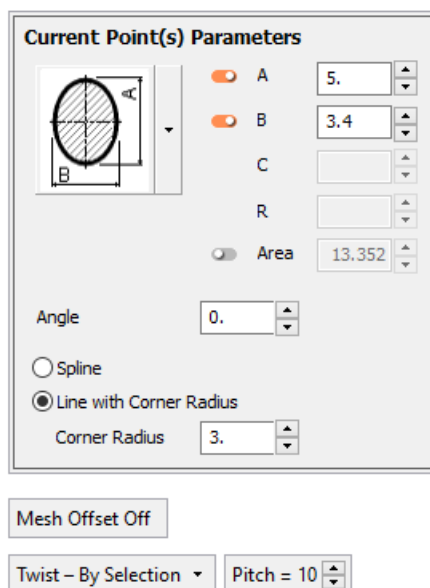 Current Point(s) Parameters
A
B
A 5.
B 3.4
C
R
Area 13.352
Angle 0.
Spline
Line with Corner Radius
Corner Radius 3.
Mesh Offset Off
Twist – By Selection Pitch = 10